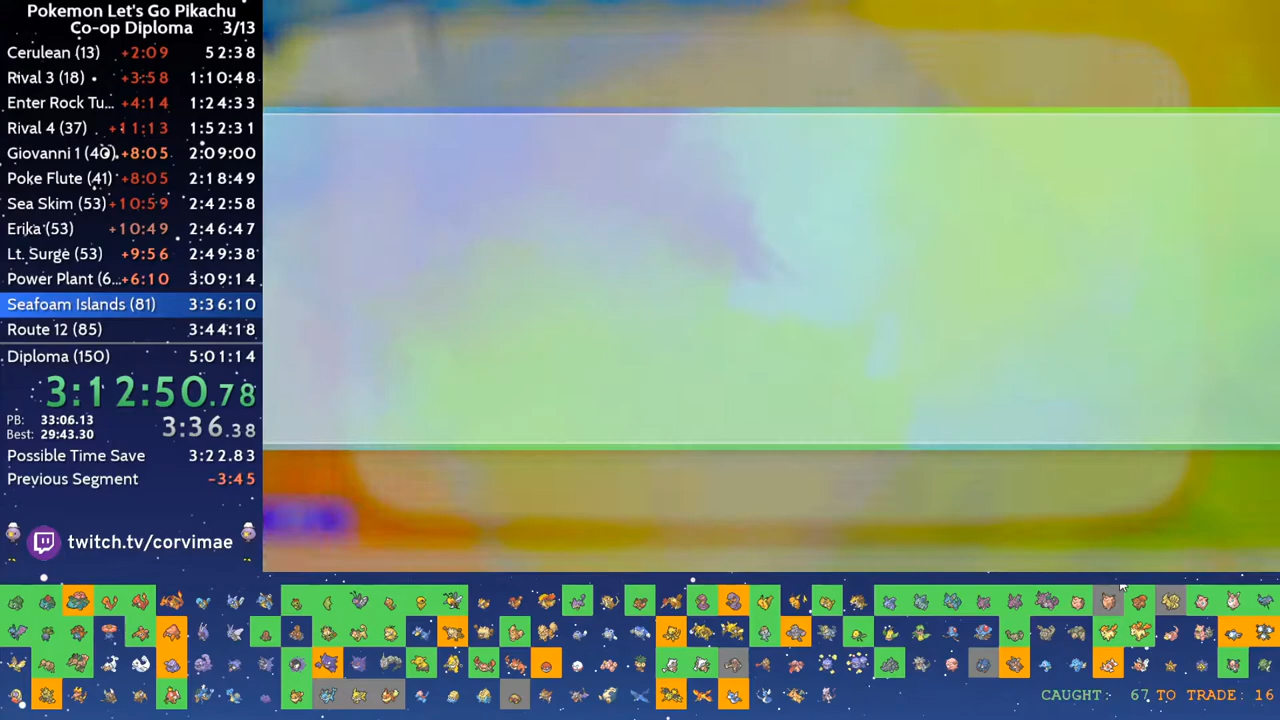 Pokemon Let's Go Pikachu
Co-op Diploma 3/13
Cerulean (13) +2:09 52:38
Rival 3 (18) +3:58 1:10:48
Enter Rock Tu... +4:14 1:24:33
Rival 4 (37) +11:13 1:52:31
Giovanni 1 (40) +8:05 2:09:00
Poke Flute (41) +8:05 2:18:49
Sea Skim (53) +10:59 2:42:58
Erika (53) +10:49 2:46:47
Lt. Surge (53) +9:56 2:49:38
Power Plant (6... +6:10 3:09:14
Seafoam Islands (81) 3:36:10
Route 12 (85) 3:44:18
Diploma (150) 5:01:14
3:12:50.78
PB: 33:06.13
Best: 29:43.30
3:36.38
Possible Time Save 3:22.83
Previous Segment -3:45
twitch.tv/corvimae
CAUGHT: 67 TO TRADE: 16